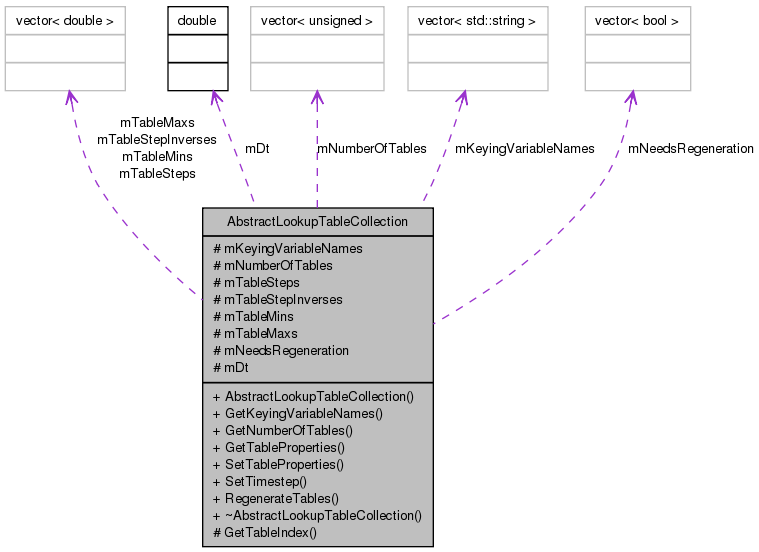 vector< double >
double
vector< unsigned >
vector< std::string >
vector< bool >
mTableMaxs
mTableStepInverses
mTableMins
mTableSteps
mDt
mNumberOfTables
mKeyingVariableNames
mNeedsRegeneration
AbstractLookupTableCollection
# mKeyingVariableNames
# mNumberOfTables
# mTableSteps
# mTableStepInverses
# mTableMins
# mTableMaxs
# mNeedsRegeneration
# mDt
+ AbstractLookupTableCollection()
+ GetKeyingVariableNames()
+ GetNumberOfTables()
+ GetTableProperties()
+ SetTableProperties()
+ SetTimestep()
+ RegenerateTables()
+ ~AbstractLookupTableCollection()
# GetTableIndex()